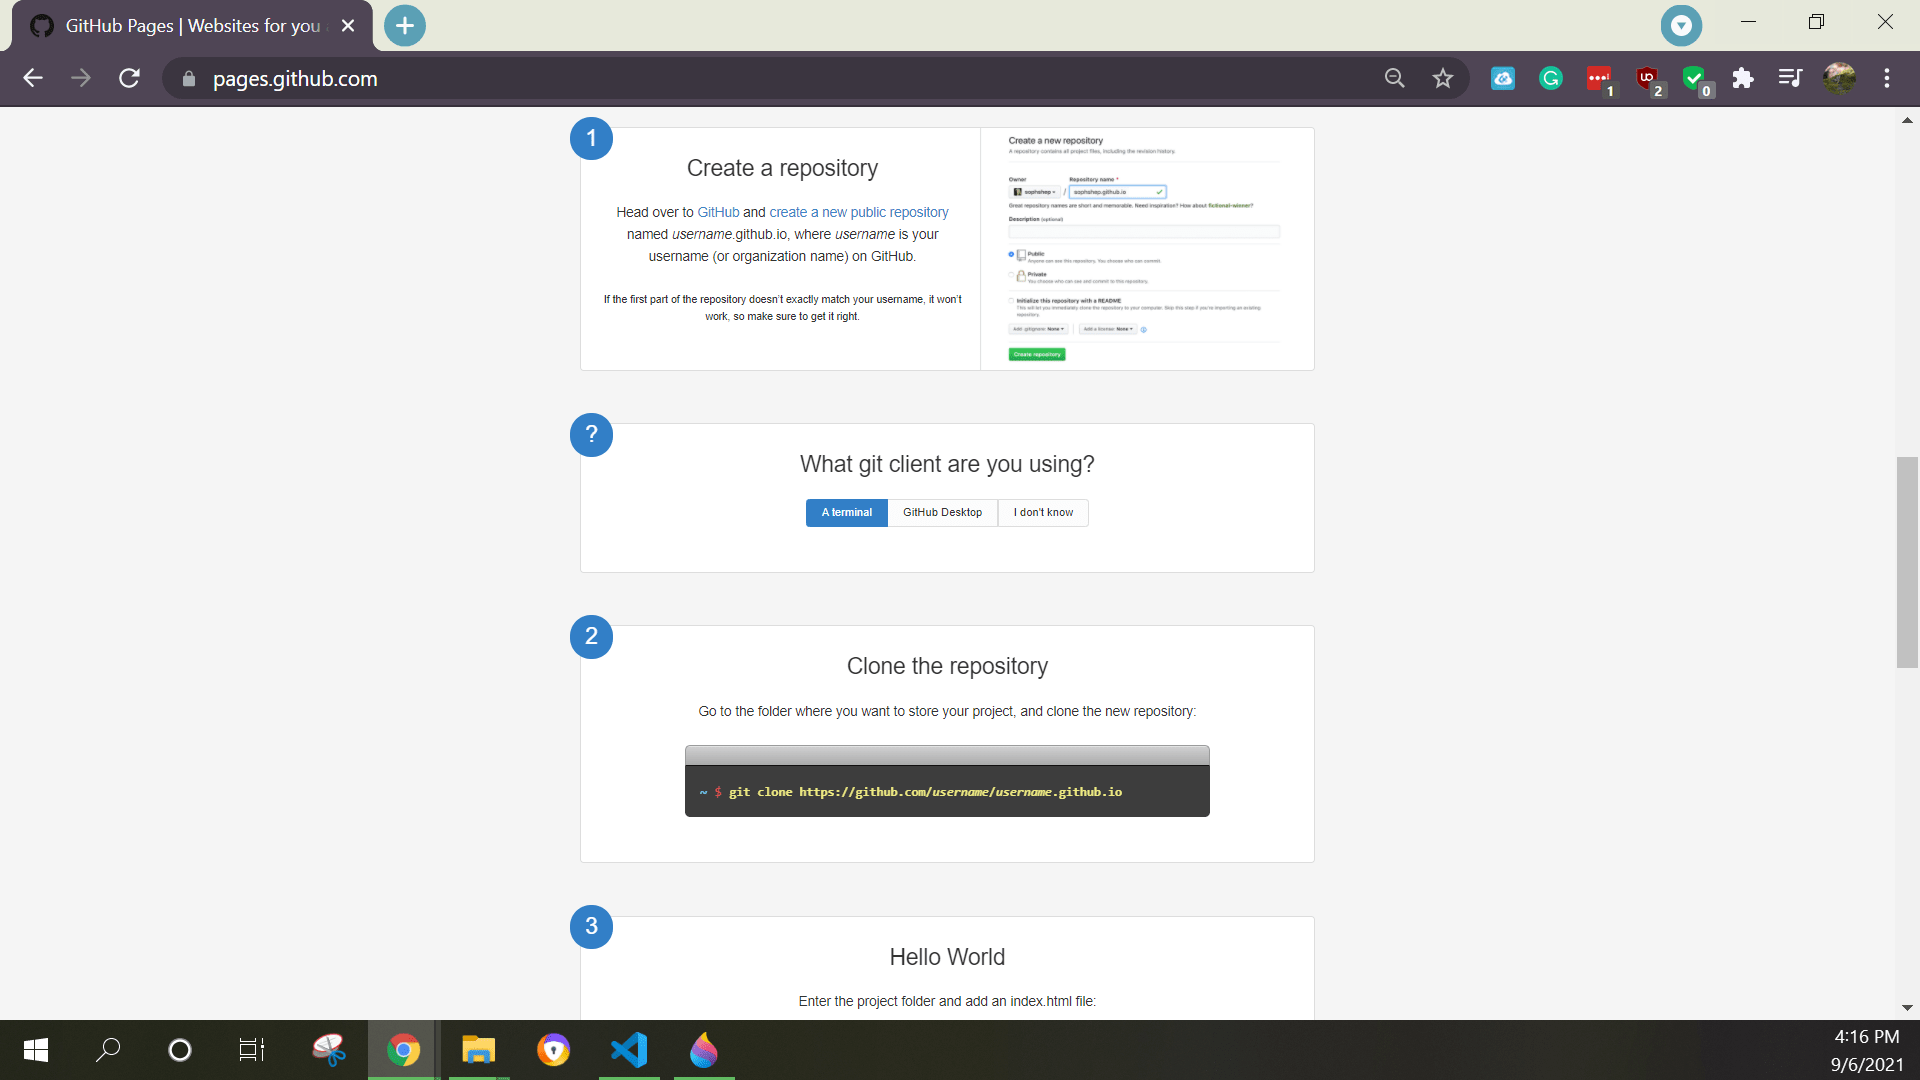 GitHub Pages | Websites for you
pages.github.com
1
2
0
1
Create a repository
Head over to GitHub and create a new public repository
named username.github.io, where username is your
username (or organization name) on GitHub.
If the first part of the repository doesn't exactly match your username, it won't
work, so make sure to get it right.
Create a new repository
A repository contains all project files, including the revision history.
Owner
Repository name *
sophshep
/
sophshep.github.io
Great repository names are short and memorable. Need inspiration? How about fictional-wiener?
Description (optional)
Public
Anyone can see this repository. You choose who can commit.
Private
You choose who can see and commit to this repository.
Initialize this repository with a README
This will let you immediately clone the repository to your computer. Skip this step if you're importing an existing
repository.
Add .gitignore: None
Add a license: None
Create repository
?
What git client are you using?
A terminal
GitHub Desktop
I don't know
2
Clone the repository
Go to the folder where you want to store your project, and clone the new repository:
~ $ git clone https://github.com/username/username.github.io
3
Hello World
Enter the project folder and add an index.html file:
4:16 PM
9/6/2021